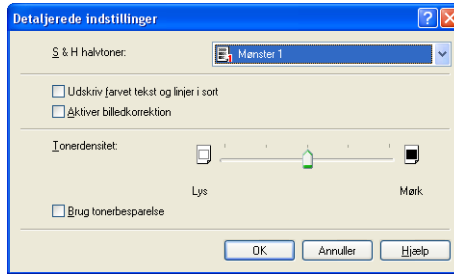 Detaljerede indstillinger
S & H halvtoner: Mønster 1
Udskriv farvet tekst og linjer i sort
Aktiver billedkorrektion
Tonerdensitet:
Lys Mørk
Brug tonerbesparelse
OK Annuller Hjælp